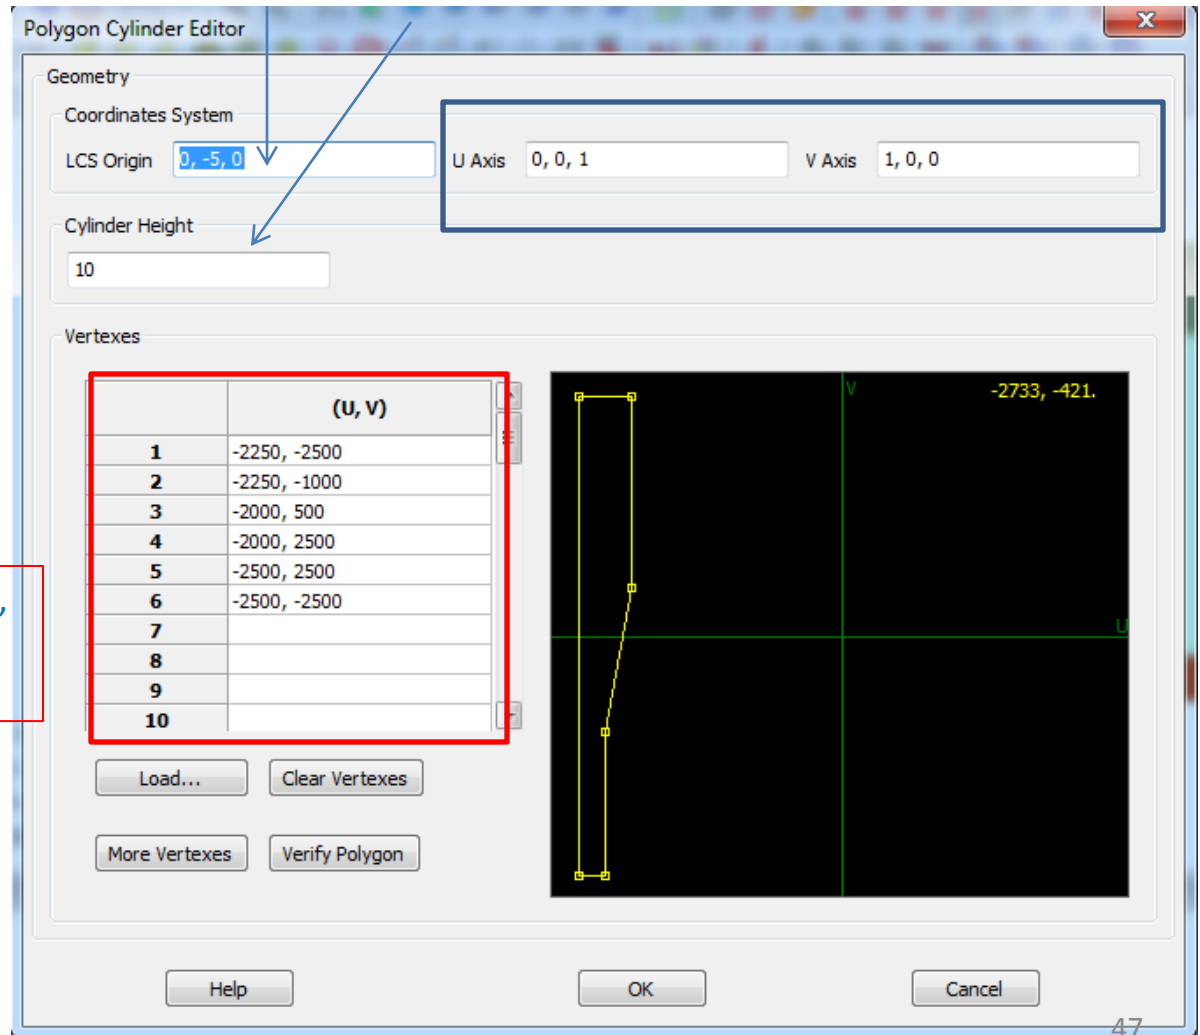 Polygon Cylinder Editor
Geometry
Coordinates System
LCS Origin 0, -5, 0 U Axis 0, 0, 1 V Axis 1, 0, 0
Cylinder Height
10
Vertexes
(U, V)
1 -2250, -2500
2 -2250, -1000
3 -2000, 500
4 -2000, 2500
5 -2500, 2500
6 -2500, -2500
7
8
9
10
V -2733, -421.
U
Load... Clear Vertexes
More Vertexes Verify Polygon
Help OK Cancel
47